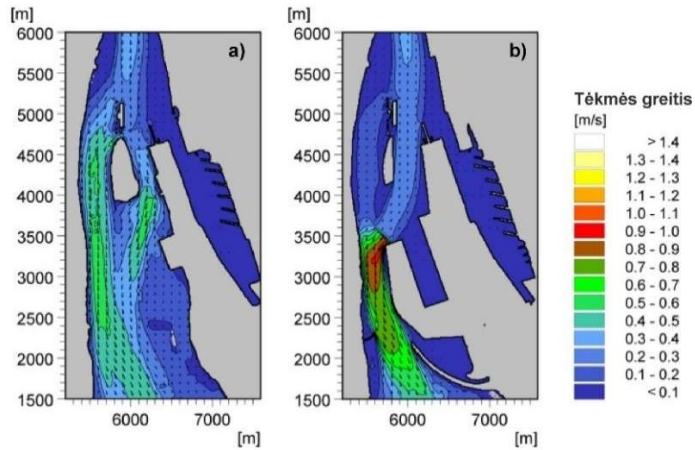 [m]
6000
5500
5000
4500
4000
3500
3000
2500
2000
1500
6000
7000
[m]
a)
[m]
6000
5500
5000
4500
4000
3500
3000
2500
2000
1500
6000
7000
[m]
b)
Tėkmės greitis
[m/s]
> 1.4
1.3 - 1.4
1.2 - 1.3
1.1 - 1.2
1.0 - 1.1
0.9 - 1.0
0.8 - 0.9
0.7 - 0.8
0.6 - 0.7
0.5 - 0.6
0.4 - 0.5
0.3 - 0.4
0.2 - 0.3
0.1 - 0.2
< 0.1